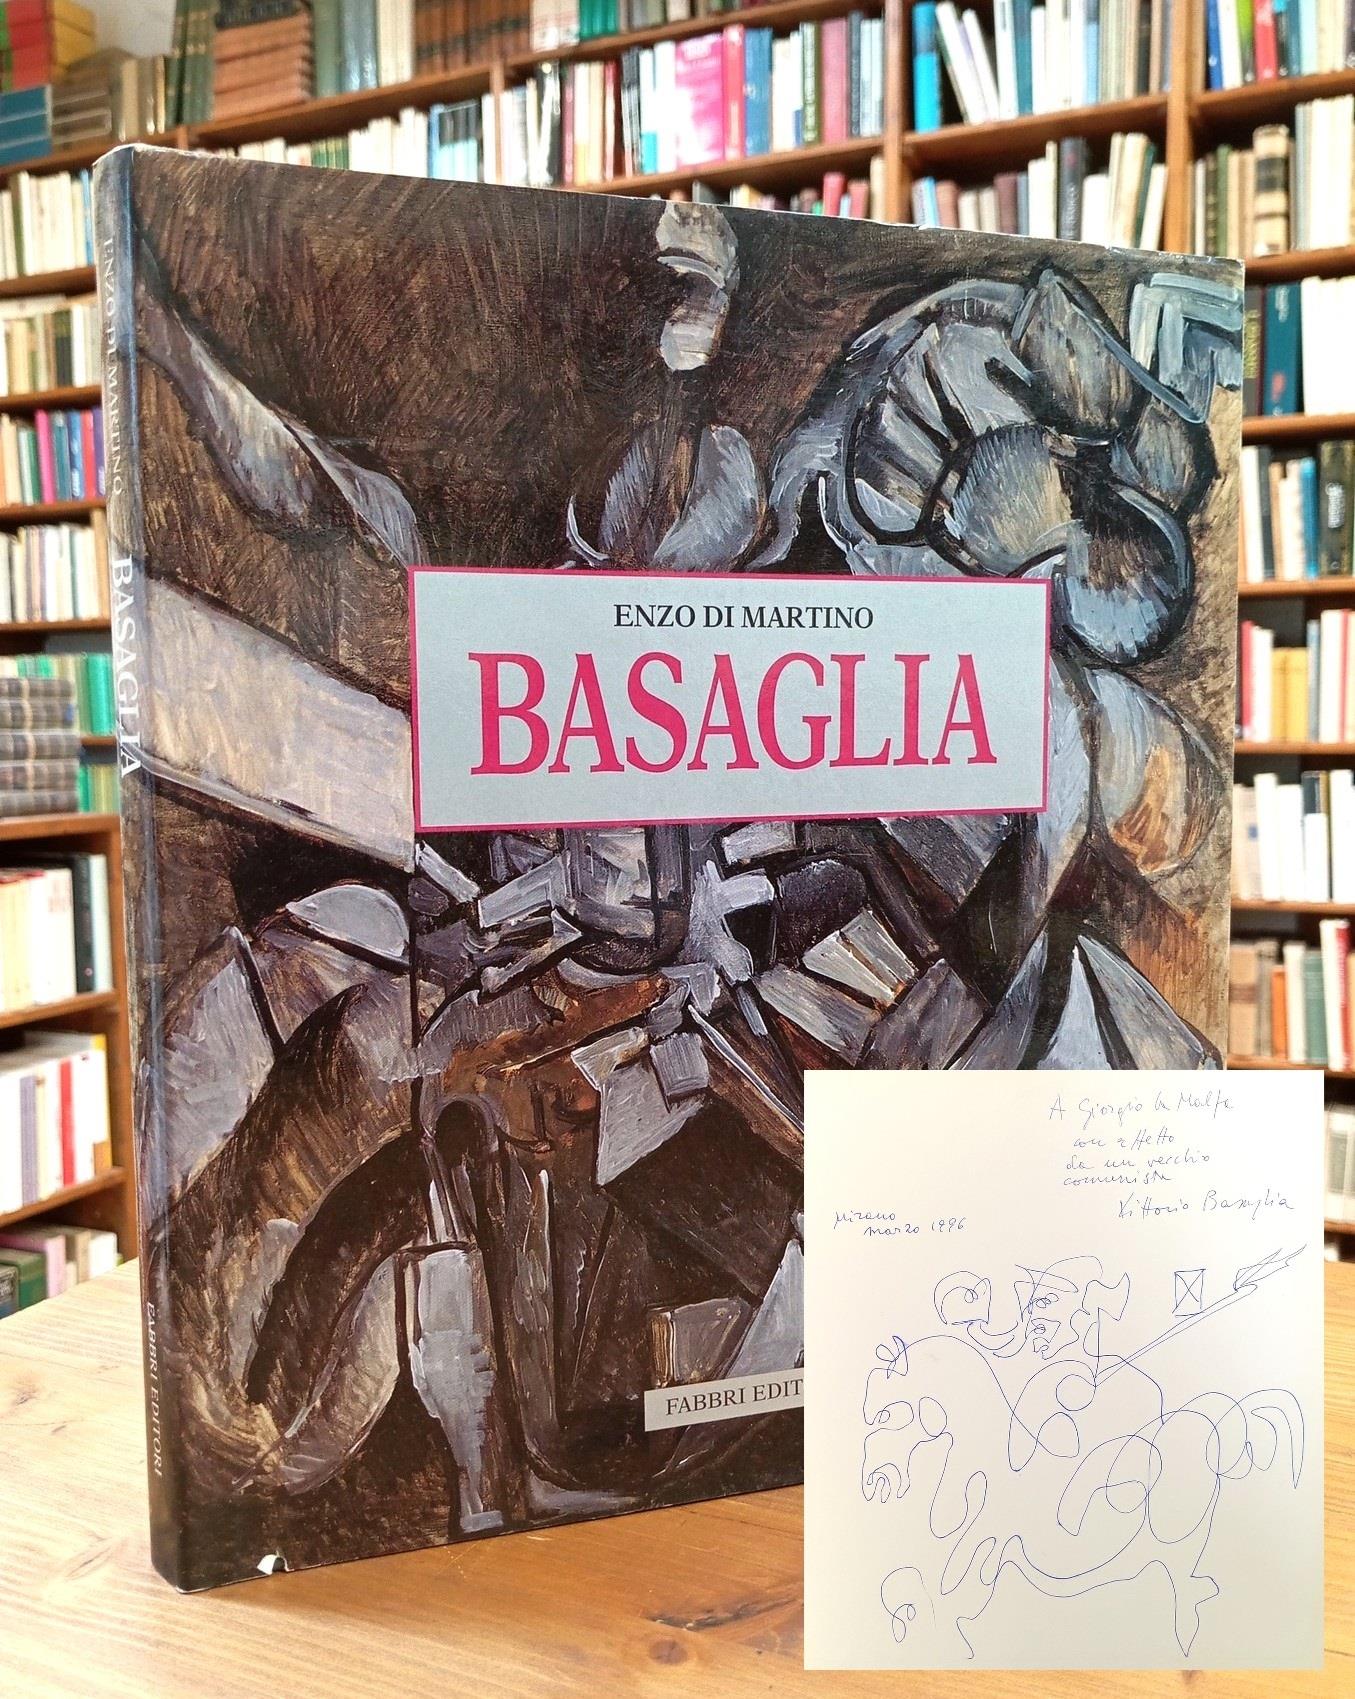 ENZO DI MARTINO
BASAGLIA
FABBRI EDIT
ENZO DI MARTINO BASAGLIA FABBRI EDITORI
A Giorgio La Malfa
con affetto
da un vecchio
comunista
Vittorio Basaglia
Mirano
marzo 1996